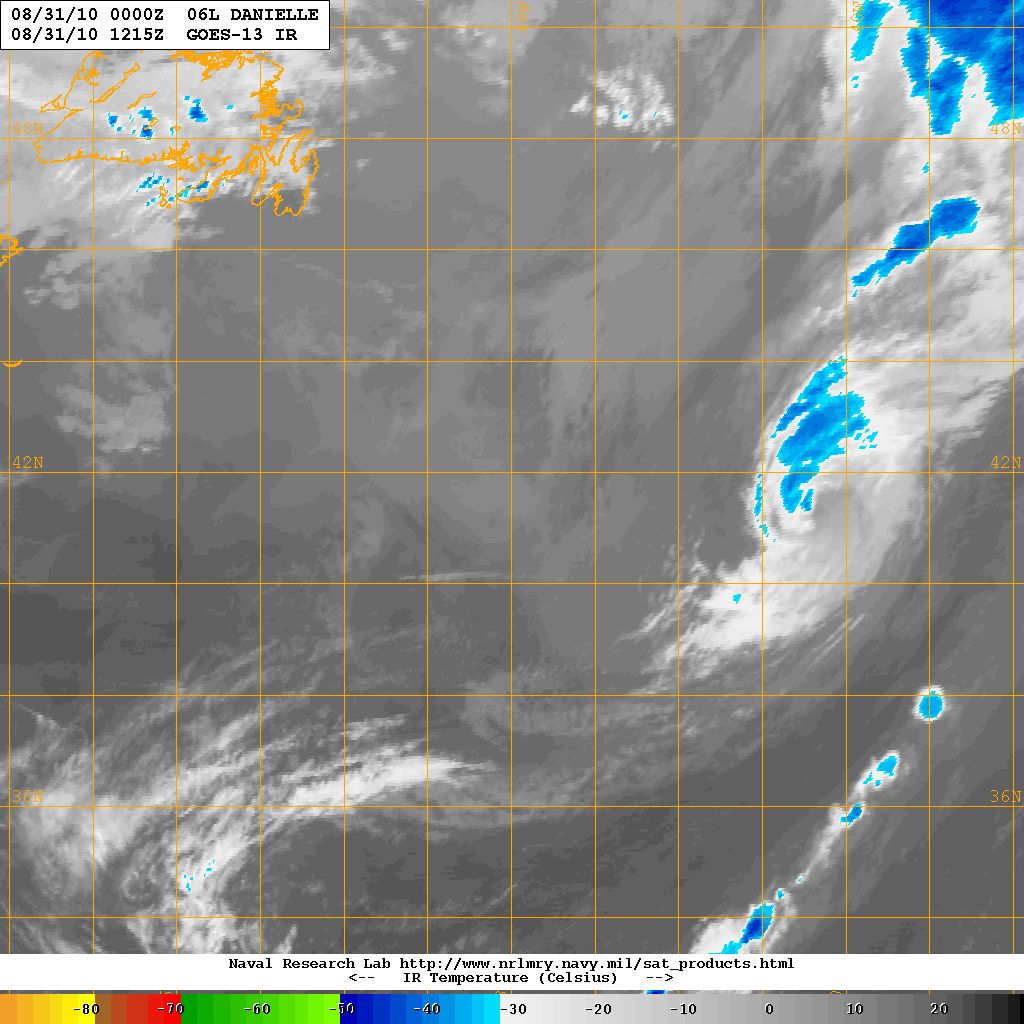 08/31/10 0000Z 06L DANIELLE
08/31/10 1215Z GOES-13 IR
48N 48N
42N 42N
36N 36N
Naval Research Lab http://www.nrlmry.navy.mil/sat_products.html
<-- IR Temperature (Celsius) -->
-80 -70 -60 -50 -40 -30 -20 -10 0 10 20